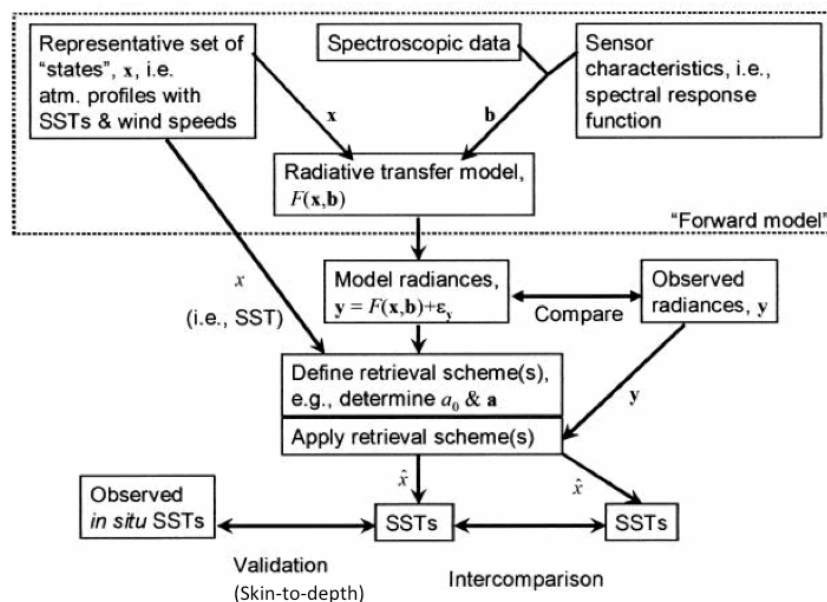 Representative set of
"states", x, i.e.
atm. profiles with
SSTs & wind speeds
Spectroscopic data
Sensor
characteristics, i.e.,
spectral response
function
x
b
Radiative transfer model,
F(x,b)
"Forward model"
x
(i.e., SST)
Model radiances,
y = F(x,b)+εy
Compare
Observed
radiances, y
Define retrieval scheme(s),
e.g., determine a0 & a
y
Apply retrieval scheme(s)
x̂
x̂
Observed
in situ SSTs
SSTs
SSTs
Validation
(Skin-to-depth)
Intercomparison